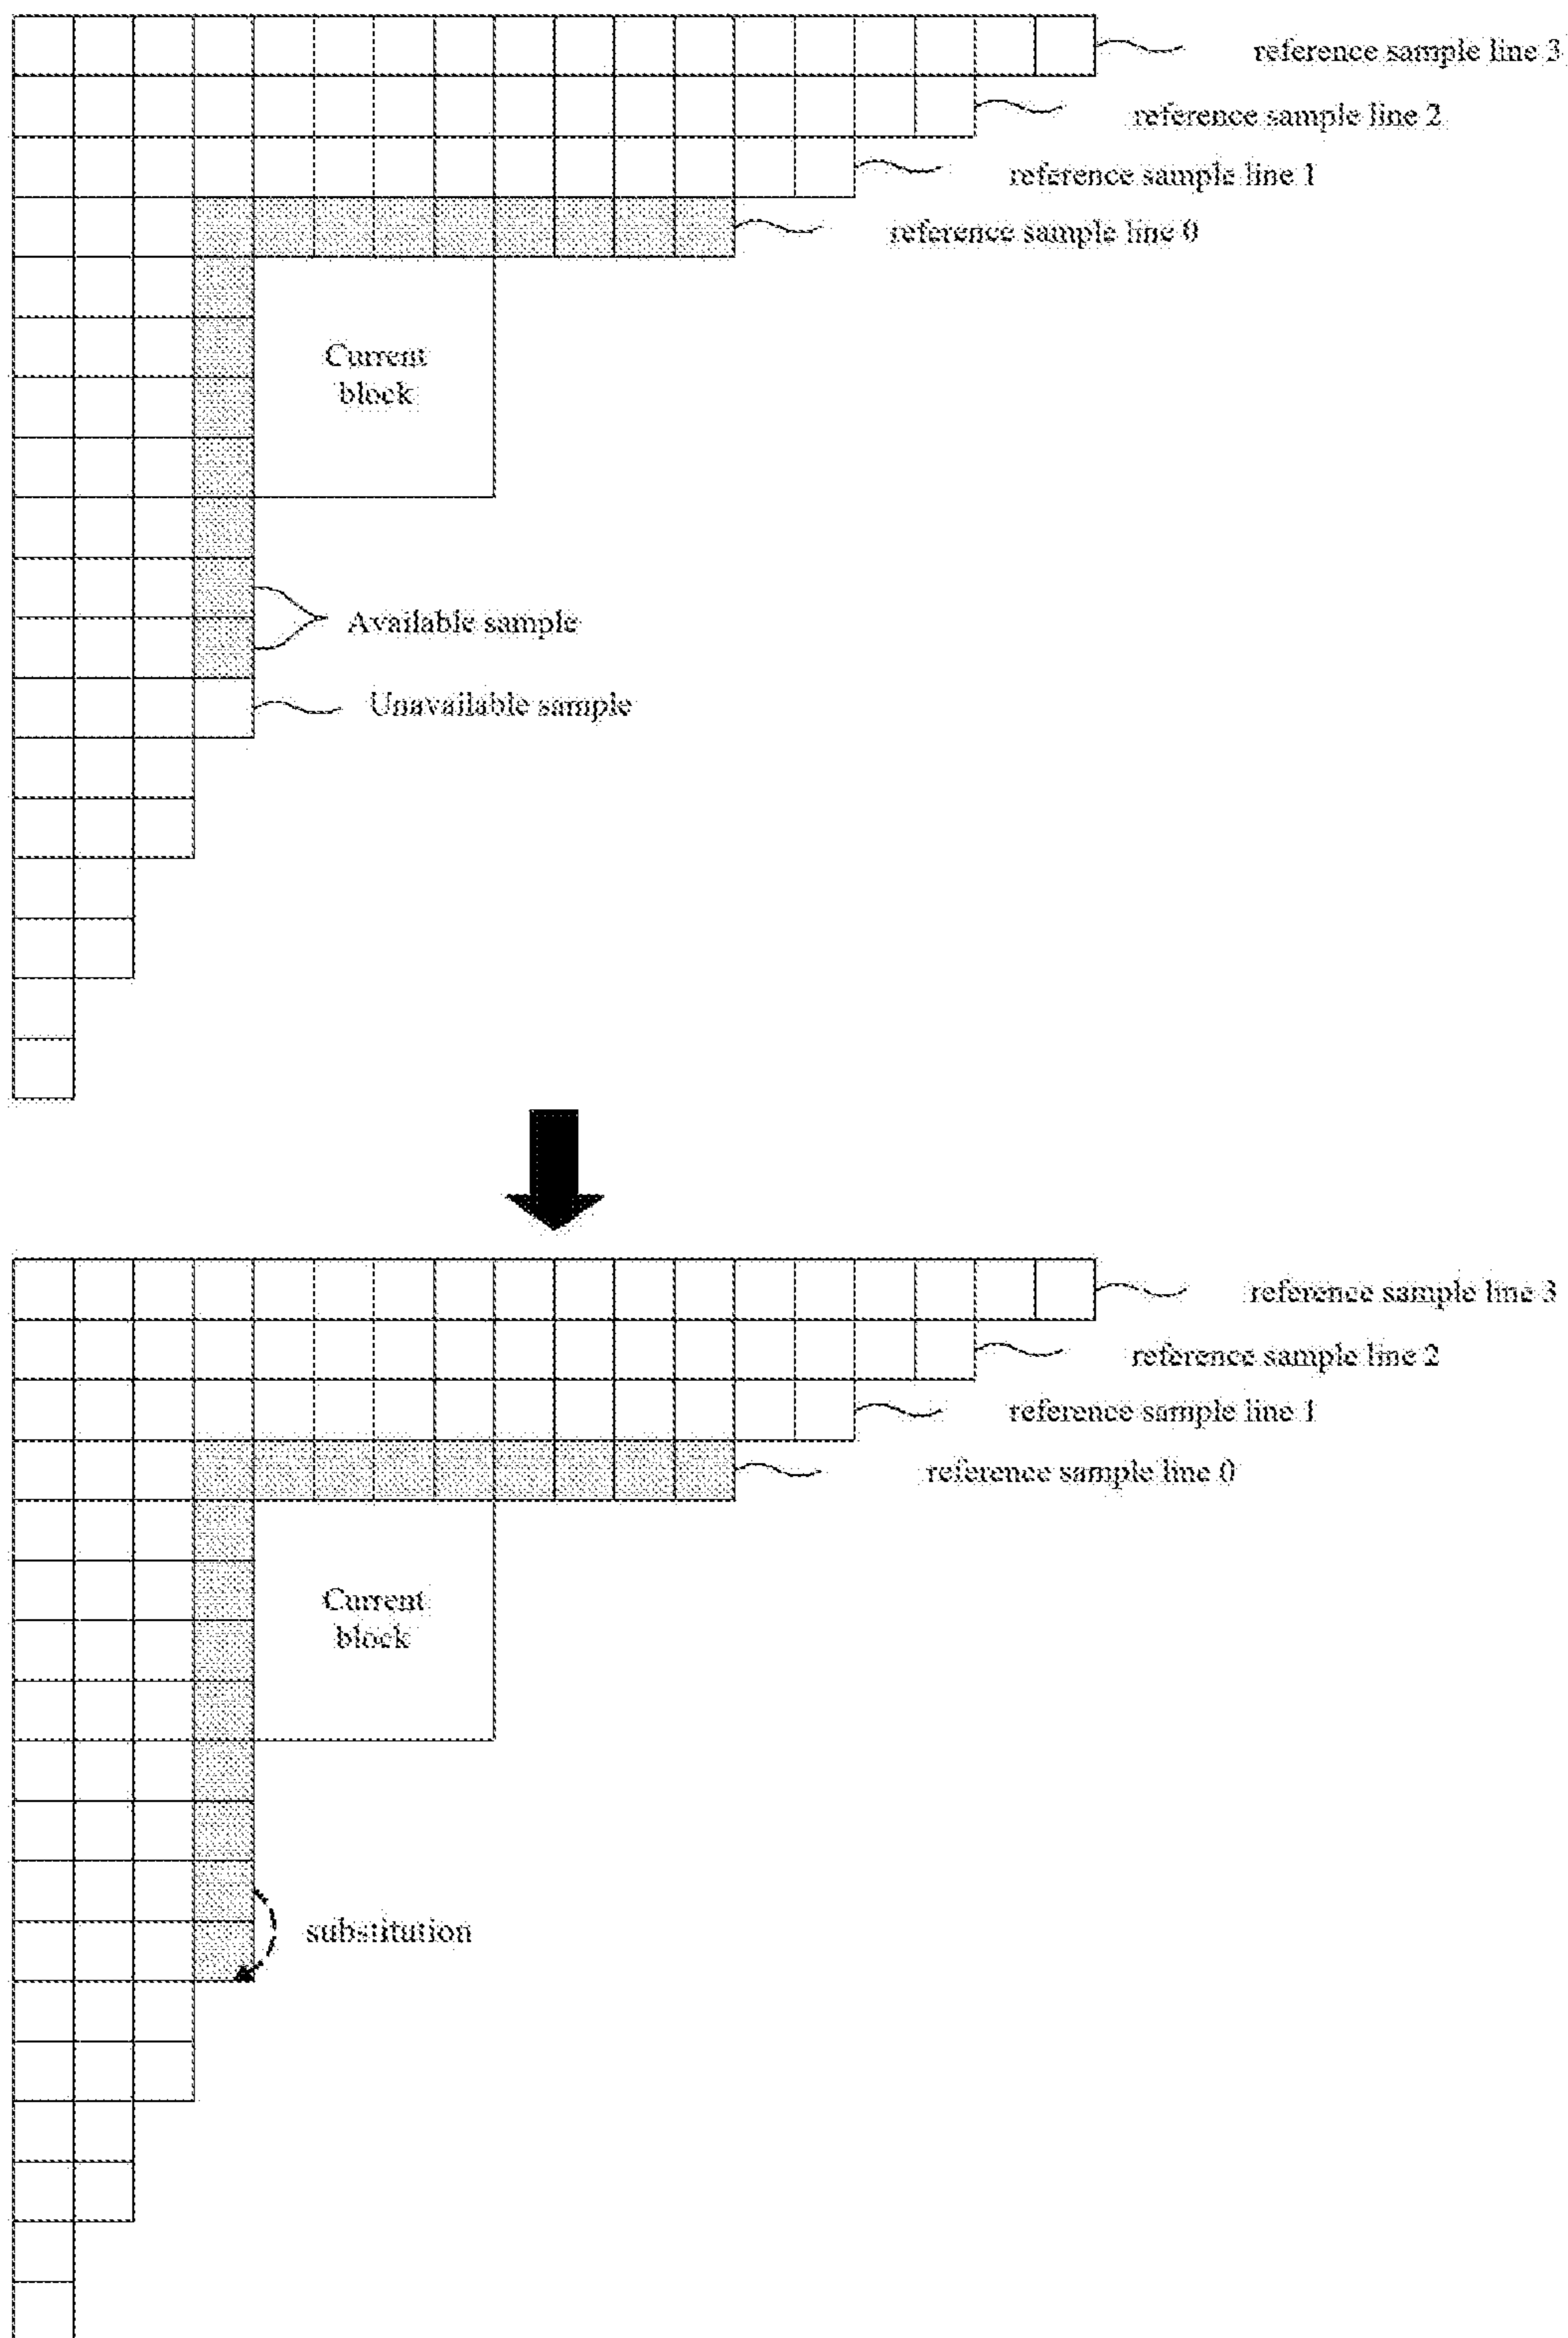 reference sample line 3
reference sample line 2
reference sample line 1
reference sample line 0
Current
block
Available sample
Unavailable sample
reference sample line 3
reference sample line 2
reference sample line 1
reference sample line 0
Current
block
substitution